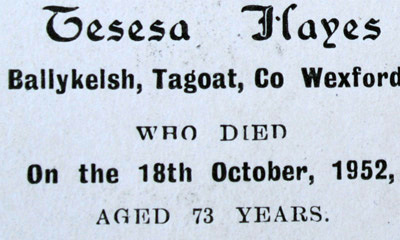 Tesesa Hayes
Ballykelsh, Tagoat, Co Wexford
WHO DIED
On the 18th October, 1952,
AGED 73 YEARS.